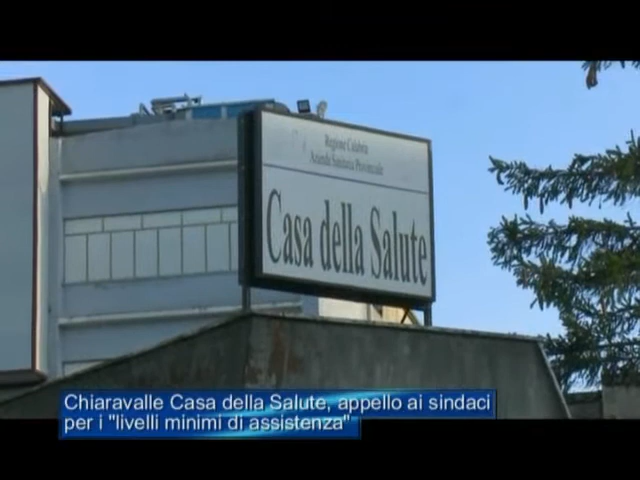 Regione Calabria
Azienda Sanitaria Provinciale
Casa della Salute
Chiaravalle Casa della Salute, appello ai sindaci
per i "livelli minimi di assistenza"